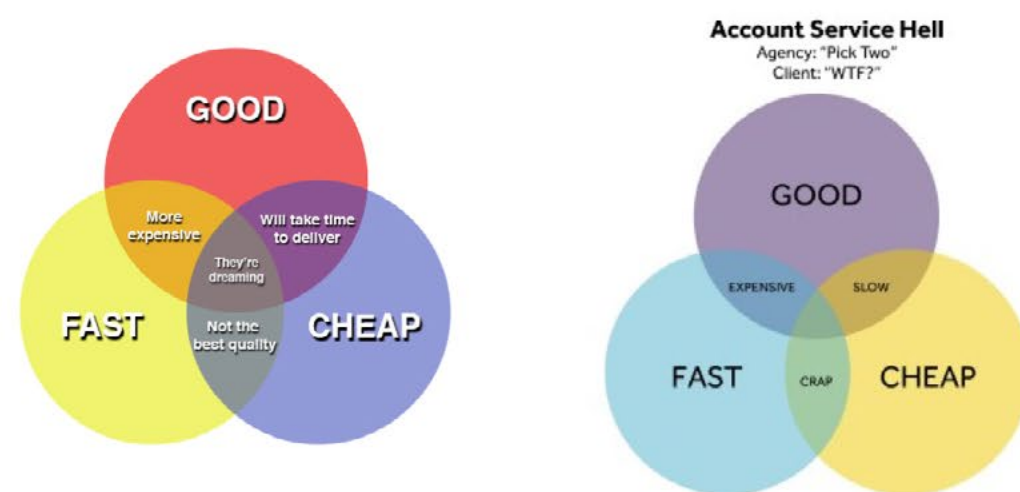 GOOD
More
expensive
Will take time
to deliver
They're
dreaming
FAST
Not the
best quality
CHEAP
Account Service Hell
Agency: "Pick Two"
Client: "WTF?"
GOOD
EXPENSIVE
SLOW
FAST
CRAP
CHEAP